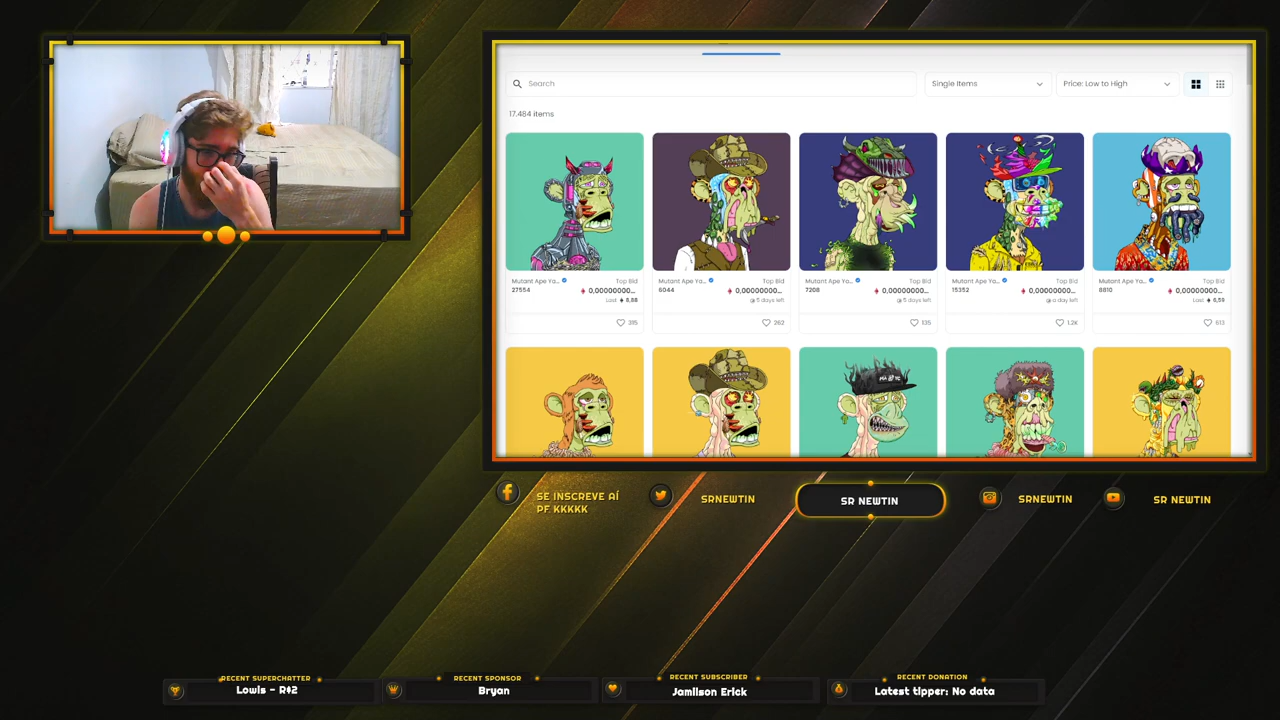 Search
Single Items
Price: Low to High
17.484 items
Mutant Ape Ya...
Top Bid
27554
0,00000000...
Last 8,88
315
Mutant Ape Ya...
Top Bid
6044
0,00000000...
5 days left
262
Mutant Ape Ya...
Top Bid
7208
0,00000000...
5 days left
135
Mutant Ape Ya...
Top Bid
15352
0,00000000...
a day left
1.2K
Mutant Ape Ya...
Top Bid
8810
0,00000000...
Last 6,59
613
SE INSCREVE AÍ
PF KKKKK
SRNEWTIN
SR NEWTIN
SRNEWTIN
SR NEWTIN
RECENT SUPERCHATTER
Lowis - R$2
RECENT SPONSOR
Bryan
RECENT SUBSCRIBER
Jamilson Erick
RECENT DONATION
Latest tipper: No data